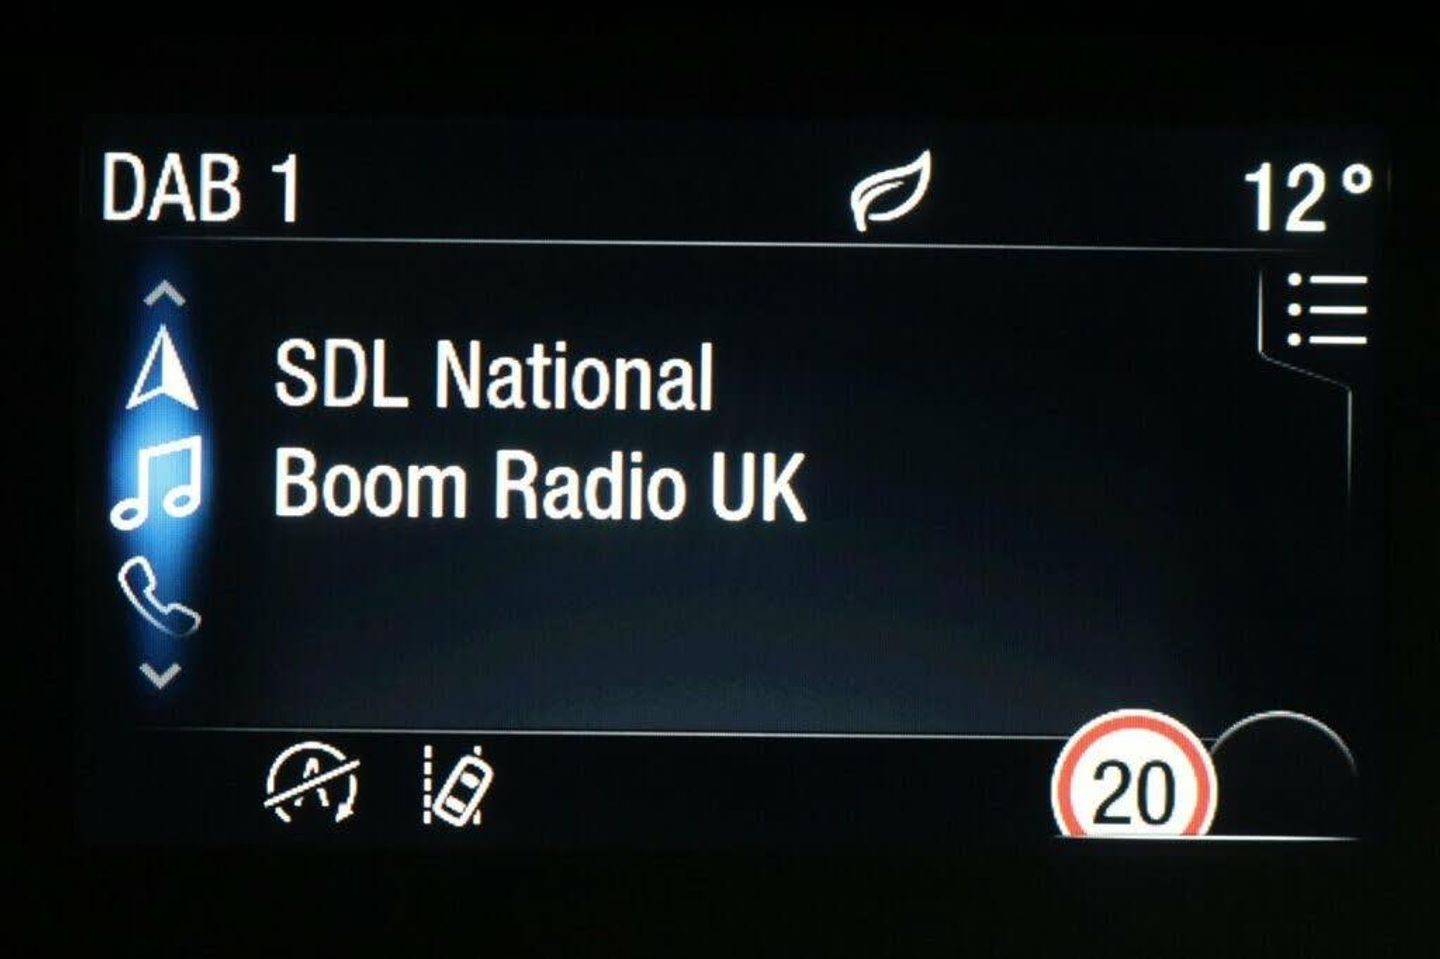 DAB 1
12°
SDL National
Boom Radio UK
20